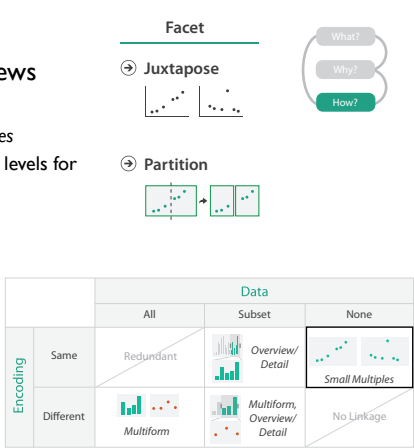 Facet
What?
ews
Juxtapose
Why?
How?
es
levels for
Partition
Data
All
Subset
None
Encoding
Same
Redundant
Overview/
Detail
Small Multiples
Different
Multiform
Multiform,
Overview/
Detail
No Linkage